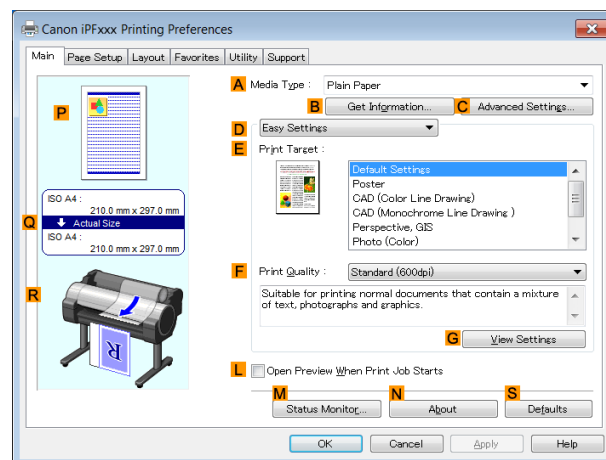 Canon iPFxxx Printing Preferences
Main Page Setup Layout Favorites Utility Support
A Media Type : Plain Paper
B Get Information... C Advanced Settings...
D Easy Settings
E Print Target :
Default Settings
Poster
CAD (Color Line Drawing)
CAD (Monochrome Line Drawing )
Perspective, GIS
Photo (Color)
P
ISO A4 :
210.0 mm x 297.0 mm
Q Actual Size
ISO A4 :
210.0 mm x 297.0 mm
R
F Print Quality : Standard (600dpi)
Suitable for printing normal documents that contain a mixture
of text, photographs and graphics.
G View Settings
L Open Preview When Print Job Starts
M Status Monitor... N About S Defaults
OK Cancel Apply Help